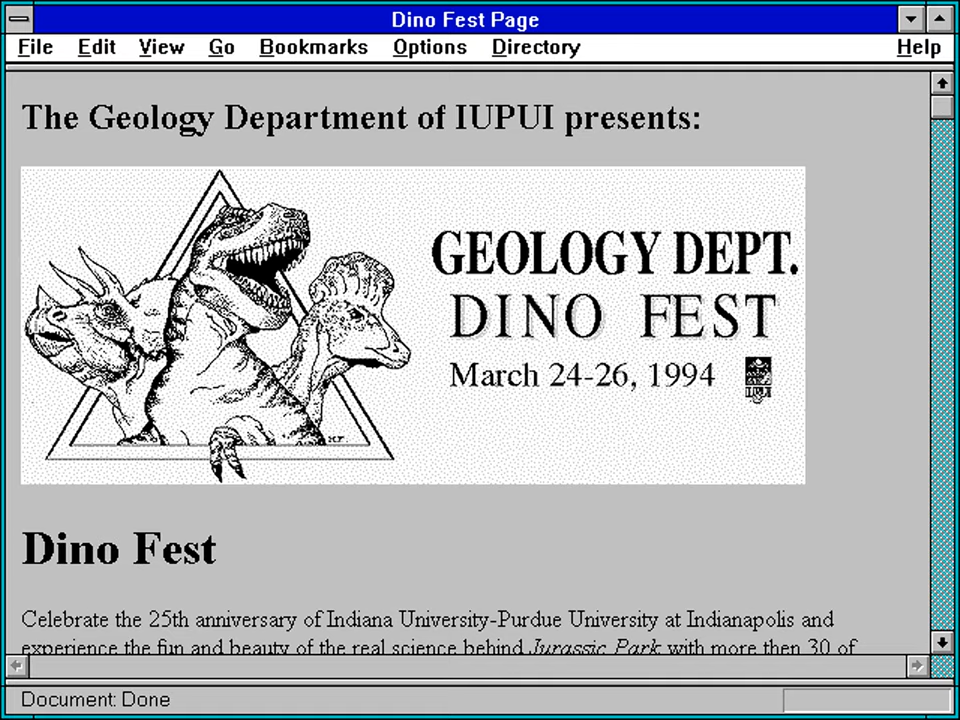 Dino Fest Page
File Edit View Go Bookmarks Options Directory Help
The Geology Department of IUPUI presents:
GEOLOGY DEPT.
DINO FEST
March 24-26, 1994
IUPUI
Dino Fest
Celebrate the 25th anniversary of Indiana University-Purdue University at Indianapolis and
experience the fun and beauty of the real science behind Jurassic Park with more then 30 of
Document: Done